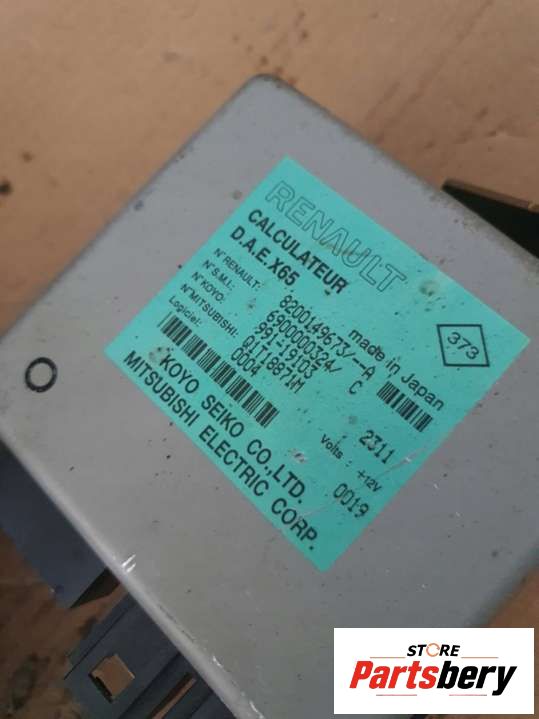 RENAULT
CALCULATEUR
D.A.E. X65
made in Japan
373
N° RENAULT: 8200149673/--A
N° S.M.I.: 6900000324/ C
N° KOYO: 991-19103
N° MITSUBISHI: Q1T18871M 2311
Logiciel: 0004 Volts : +12V
0019
KOYO SEIKO CO., LTD.
MITSUBISHI ELECTRIC CORP.
STORE
Partsbery